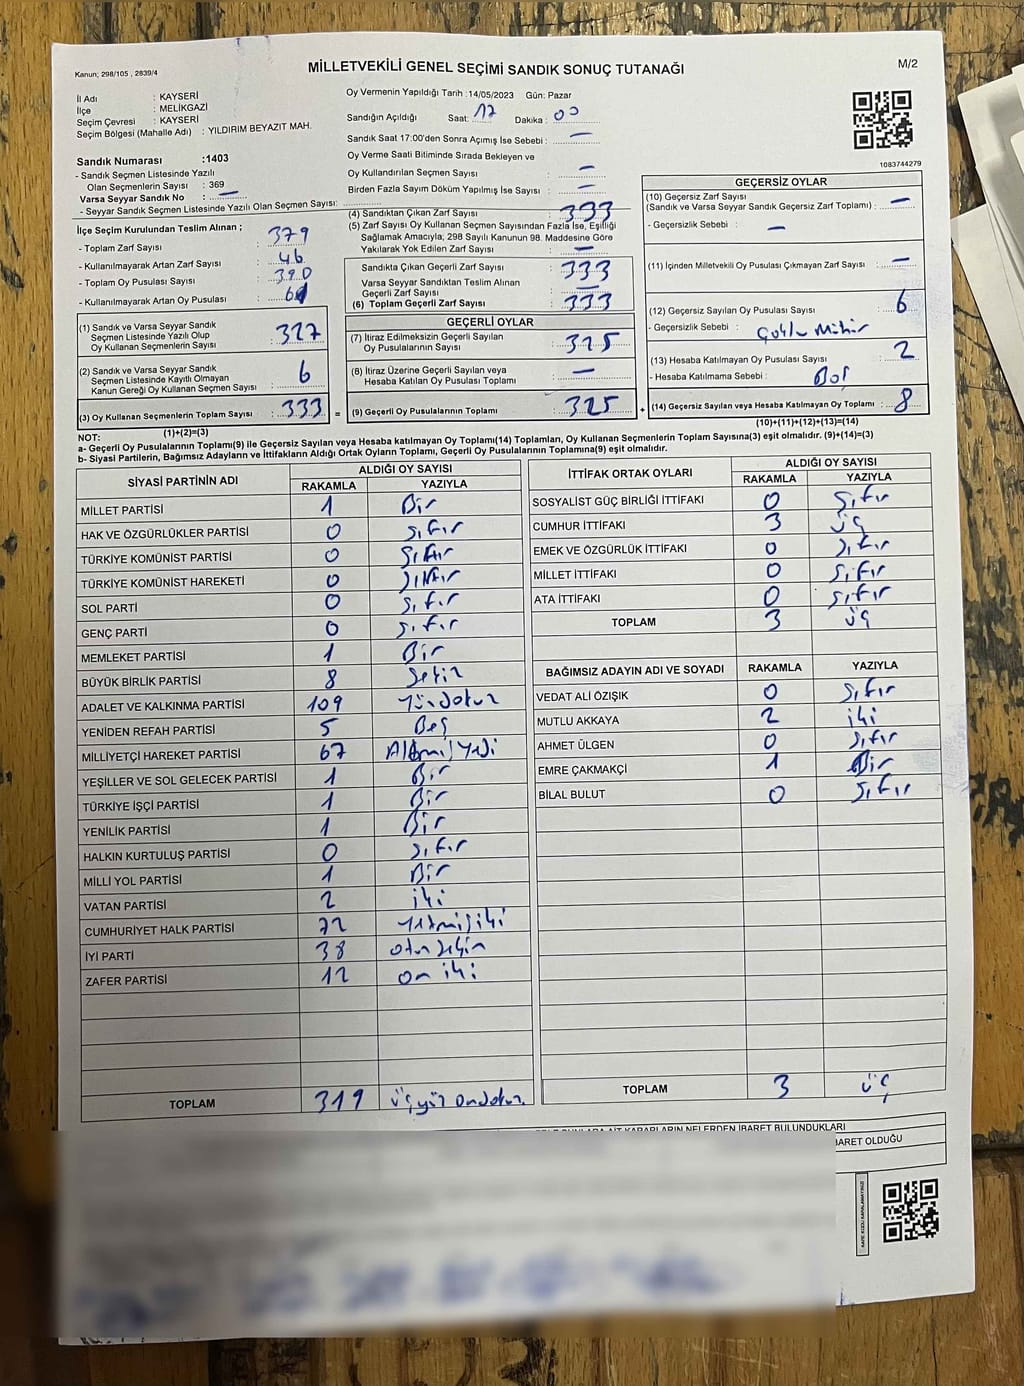 Kanun; 298/105 , 2839/4
MİLLETVEKİLİ GENEL SEÇİMİ SANDIK SONUÇ TUTANAĞI
M/2
İl Adı : KAYSERİ
İlçe : MELİKGAZİ
Seçim Çevresi : KAYSERİ
Seçim Bölgesi (Mahalle Adı) : YILDIRIM BEYAZIT MAH.
Sandık Numarası :1403
- Sandık Seçmen Listesinde Yazılı
Olan Seçmenlerin Sayısı : 369
Varsa Seyyar Sandık No : —
- Seyyar Sandık Seçmen Listesinde Yazılı Olan Seçmen Sayısı:
İlçe Seçim Kurulundan Teslim Alınan ;
- Toplam Zarf Sayısı : 379
- Kullanılmayarak Artan Zarf Sayısı : 46
- Toplam Oy Pusulası Sayısı : 390
- Kullanılmayarak Artan Oy Pusulası :
Oy Vermenin Yapıldığı Tarih :14/05/2023 Gün: Pazar
Sandığın Açıldığı Saat: 17 Dakika : 00
Sandık Saat 17:00'den Sonra Açımış İse Sebebi : —
Oy Verme Saati Bitiminde Sırada Bekleyen ve
Oy Kullandırılan Seçmen Sayısı : —
Birden Fazla Sayım Döküm Yapılmış İse Sayısı : —
(4) Sandıktan Çıkan Zarf Sayısı : 333
(5) Zarf Sayısı Oy Kullanan Seçmen Sayısından Fazla İse, Eşitliği
Sağlamak Amacıyla; 298 Sayılı Kanunun 98. Maddesine Göre
Yakılarak Yok Edilen Zarf Sayısı : —
Sandıkta Çıkan Geçerli Zarf Sayısı : 333
Varsa Seyyar Sandıktan Teslim Alınan
Geçerli Zarf Sayısı : —
(6) Toplam Geçerli Zarf Sayısı : 333
1083744279
GEÇERSİZ OYLAR
(10) Geçersiz Zarf Sayısı
(Sandık ve Varsa Seyyar Sandık Geçersiz Zarf Toplamı) : —
- Geçersizlik Sebebi : —
(11) İçinden Milletvekili Oy Pusulası Çıkmayan Zarf Sayısı : —
(12) Geçersiz Sayılan Oy Pusulası Sayısı : 6
- Geçersizlik Sebebi : Çoklu Mühür
(13) Hesaba Katılmayan Oy Pusulası Sayısı : 2
- Hesaba Katılmama Sebebi : Boş
(14) Geçersiz Sayılan veya Hesaba Katılmayan Oy Toplamı : 8
(10)+(11)+(12)+(13)=(14)
(1) Sandık ve Varsa Seyyar Sandık
Seçmen Listesinde Yazılı Olup
Oy Kullanan Seçmenlerin Sayısı : 327
(2) Sandık ve Varsa Seyyar Sandık
Seçmen Listesinde Kayıtlı Olmayan
Kanun Gereği Oy Kullanan Seçmen Sayısı : 6
(3) Oy Kullanan Seçmenlerin Toplam Sayısı : 333 =
(1)+(2)=(3)
GEÇERLİ OYLAR
(7) İtiraz Edilmeksizin Geçerli Sayılan
Oy Pusulalarının Sayısı : 325
(8) İtiraz Üzerine Geçerli Sayılan veya
Hesaba Katılan Oy Pusulası Toplamı : —
(9) Geçerli Oy Pusulalarının Toplamı : 325 +
NOT:
a- Geçerli Oy Pusulalarının Toplamı(9) ile Geçersiz Sayılan veya Hesaba katılmayan Oy Toplamı(14) Toplamları, Oy Kullanan Seçmenlerin Toplam Sayısına(3) eşit olmalıdır. (9)+(14)=(3)
b- Siyasi Partilerin, Bağımsız Adayların ve İttifakların Aldığı Ortak Oyların Toplamı, Geçerli Oy Pusulalarının Toplamına(9) eşit olmalıdır.
SİYASİ PARTİNİN ADI ALDIĞI OY SAYISI
RAKAMLA YAZIYLA
MİLLET PARTİSİ 1 Bir
HAK VE ÖZGÜRLÜKLER PARTİSİ 0 sıfır
TÜRKİYE KOMÜNİST PARTİSİ 0 sıfır
TÜRKİYE KOMÜNİST HAREKETİ 0 sıfır
SOL PARTİ 0 sıfır
GENÇ PARTİ 0 sıfır
MEMLEKET PARTİSİ 1 Bir
BÜYÜK BİRLİK PARTİSİ 8 sekiz
ADALET VE KALKINMA PARTİSİ 109 Yüzdokuz
YENİDEN REFAH PARTİSİ 5 Beş
MİLLİYETÇİ HAREKET PARTİSİ 67 Altmış Yedi
YEŞİLLER VE SOL GELECEK PARTİSİ 1 Bir
TÜRKİYE İŞÇİ PARTİSİ 1 Bir
YENİLİK PARTİSİ 1 Bir
HALKIN KURTULUŞ PARTİSİ 0 sıfır
MİLLİ YOL PARTİSİ 1 Bir
VATAN PARTİSİ 2 iki
CUMHURİYET HALK PARTİSİ 72 Yetmiş iki
İYİ PARTİ 38 otuz sekiz
ZAFER PARTİSİ 12 on iki
TOPLAM 319 üçyüz ondokuz
İTTİFAK ORTAK OYLARI ALDIĞI OY SAYISI
RAKAMLA YAZIYLA
SOSYALİST GÜÇ BİRLİĞİ İTTİFAKI 0 sıfır
CUMHUR İTTİFAKI 3 üç
EMEK VE ÖZGÜRLÜK İTTİFAKI 0 sıfır
MİLLET İTTİFAKI 0 sıfır
ATA İTTİFAKI 0 sıfır
TOPLAM 3 üç
BAĞIMSIZ ADAYIN ADI VE SOYADI RAKAMLA YAZIYLA
VEDAT ALİ ÖZIŞIK 0 sıfır
MUTLU AKKAYA 2 iki
AHMET ÜLGEN 0 sıfır
EMRE ÇAKMAKÇİ 1 Bir
BİLAL BULUT 0 sıfır
TOPLAM 3 üç
KARARLARIN NELERDEN İBARET BULUNDUKLARI
BARET OLDUĞU